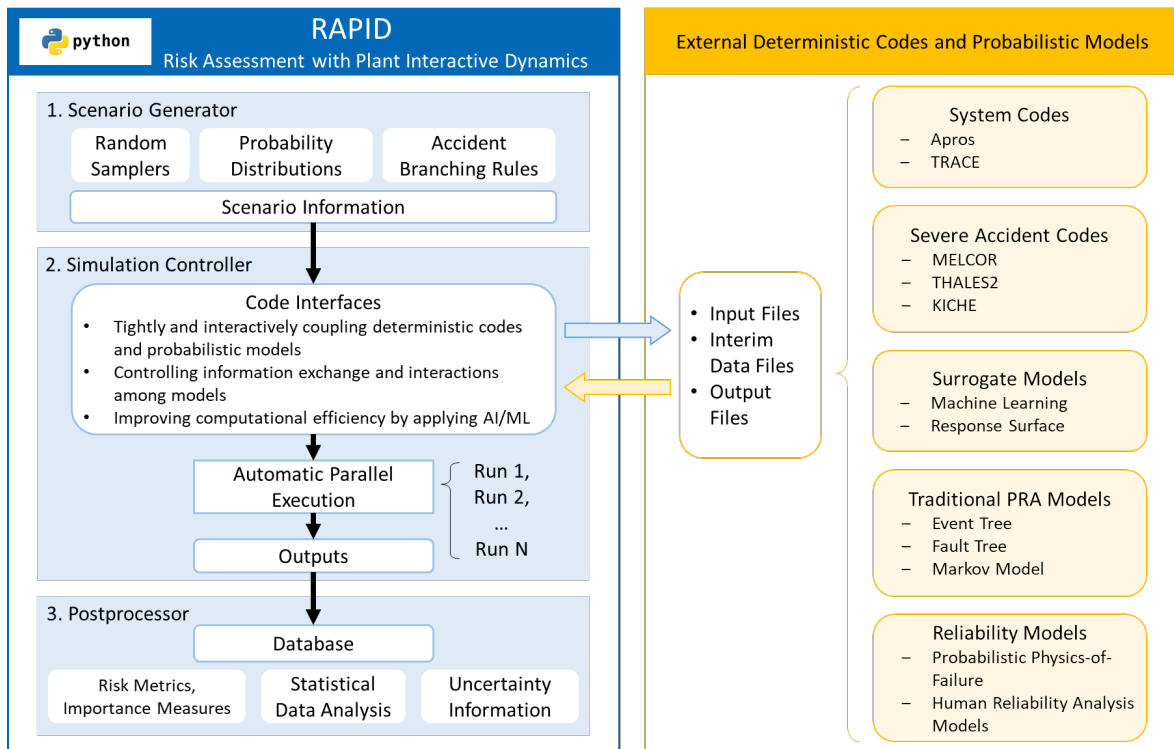 python
RAPID
Risk Assessment with Plant Interactive Dynamics
1. Scenario Generator
Random
Samplers
Probability
Distributions
Accident
Branching Rules
Scenario Information
2. Simulation Controller
Code Interfaces
• Tightly and interactively coupling deterministic codes
and probabilistic models
• Controlling information exchange and interactions
among models
• Improving computational efficiency by applying AI/ML
Automatic Parallel
Execution
Run 1,
Run 2,
...
Run N
Outputs
3. Postprocessor
Database
Risk Metrics,
Importance Measures
Statistical
Data Analysis
Uncertainty
Information
External Deterministic Codes and Probabilistic Models
• Input Files
• Interim
Data Files
• Output
Files
System Codes
– Apros
– TRACE
Severe Accident Codes
– MELCOR
– THALES2
– KICHE
Surrogate Models
– Machine Learning
– Response Surface
Traditional PRA Models
– Event Tree
– Fault Tree
– Markov Model
Reliability Models
– Probabilistic Physics-of-
Failure
– Human Reliability Analysis
Models